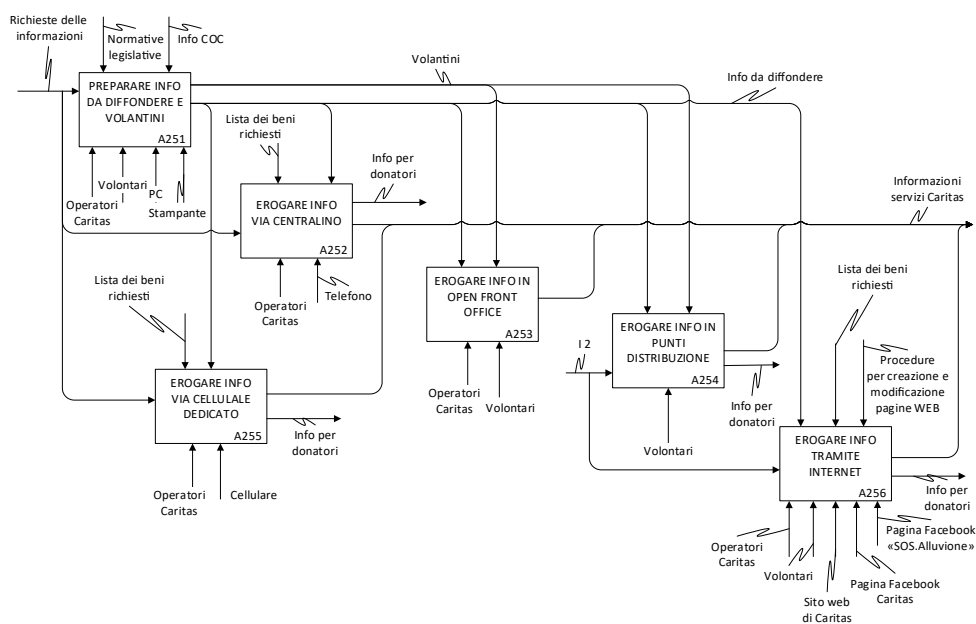 Richieste delle
informazioni
Normative
legislative
Info COC
PREPARARE INFO
DA DIFFONDERE E
VOLANTINI
A251
Operatori
Caritas
Volontari
PC
Stampante
Volantini
Info da diffondere
Lista dei beni
richiesti
EROGARE INFO
VIA CENTRALINO
A252
Info per
donatori
Operatori
Caritas
Telefono
Informazioni
servizi Caritas
EROGARE INFO IN
OPEN FRONT
OFFICE
A253
Operatori
Caritas
Volontari
I 2
EROGARE INFO IN
PUNTI
DISTRIBUZIONE
A254
Info per
donatori
Volontari
Lista dei beni
richiesti
EROGARE INFO
VIA CELLULALE
DEDICATO
A255
Info per
donatori
Operatori
Caritas
Cellulare
Lista dei beni
richiesti
Procedure
per creazione e
modificazione
pagine WEB
EROGARE INFO
TRAMITE
INTERNET
A256
Info per
donatori
Operatori
Caritas
Volontari
Sito web
di Caritas
Pagina Facebook
Caritas
Pagina Facebook
«SOS.Alluvione»